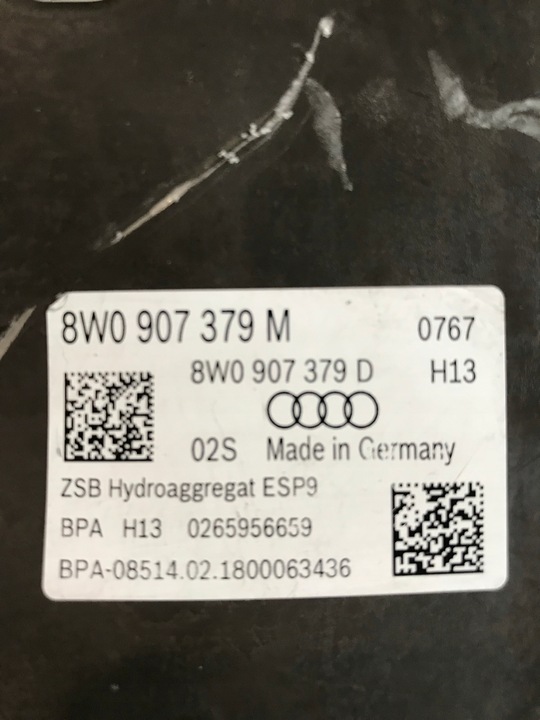 8W0 907 379 M 0767
8W0 907 379 D H13
02S Made in Germany
ZSB Hydroaggregat ESP9
BPA H13 0265956659
BPA-08514.02.1800063436